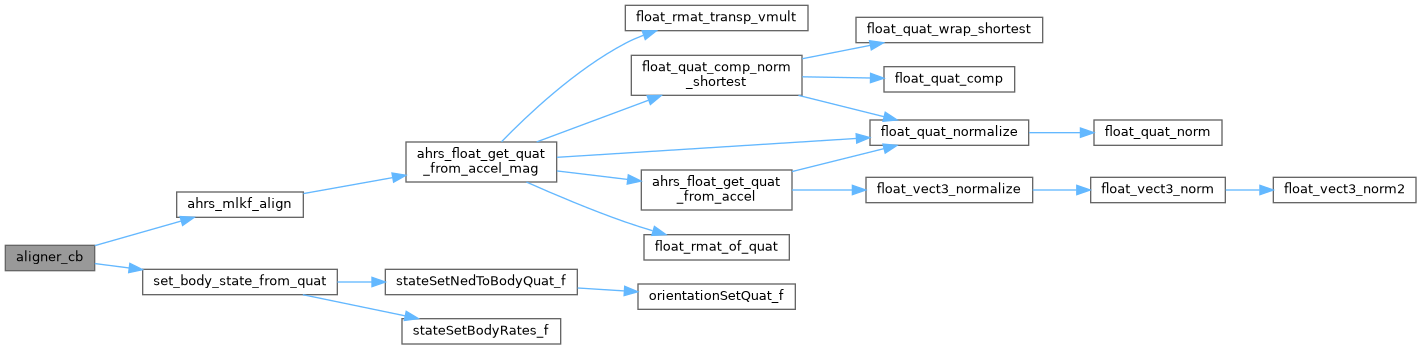 float_rmat_transp_vmult
float_quat_wrap_shortest
float_quat_comp_norm
_shortest
float_quat_comp
float_quat_normalize
float_quat_norm
ahrs_float_get_quat
_from_accel_mag
ahrs_float_get_quat
_from_accel
float_vect3_normalize
float_vect3_norm
float_vect3_norm2
ahrs_mlkf_align
float_rmat_of_quat
aligner_cb
set_body_state_from_quat
stateSetNedToBodyQuat_f
orientationSetQuat_f
stateSetBodyRates_f